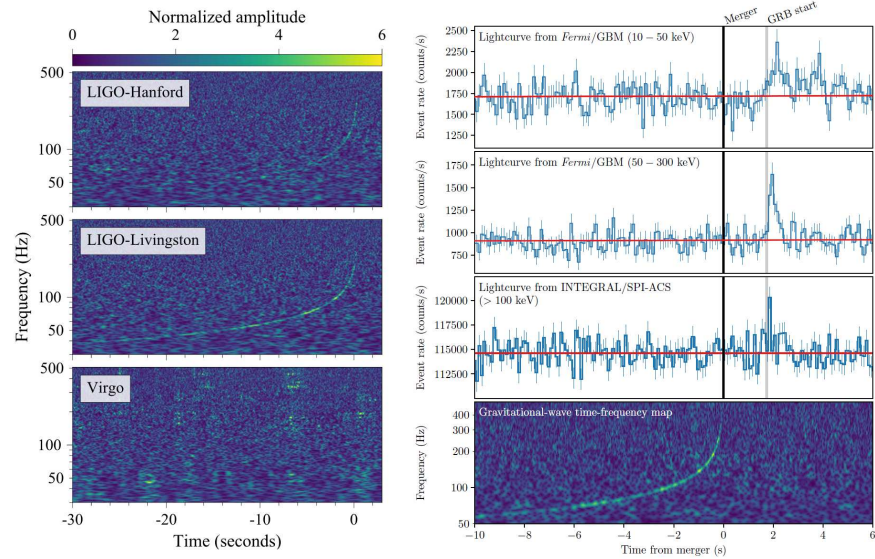 Normalized amplitude
0 2 4 6
LIGO-Hanford
500
100
50
LIGO-Livingston
500
100
50
Frequency (Hz)
Virgo
500
100
50
-30 -20 -10 0
Time (seconds)
Merger
GRB start
Lightcurve from Fermi/GBM (10 − 50 keV)
Event rate (counts/s)
2500
2250
2000
1750
1500
1250
Lightcurve from Fermi/GBM (50 − 300 keV)
Event rate (counts/s)
1750
1500
1250
1000
750
Lightcurve from INTEGRAL/SPI-ACS
(> 100 keV)
Event rate (counts/s)
120000
117500
115000
112500
Gravitational-wave time-frequency map
Frequency (Hz)
400
300
200
100
50
−10 −8 −6 −4 −2 0 2 4 6
Time from merger (s)